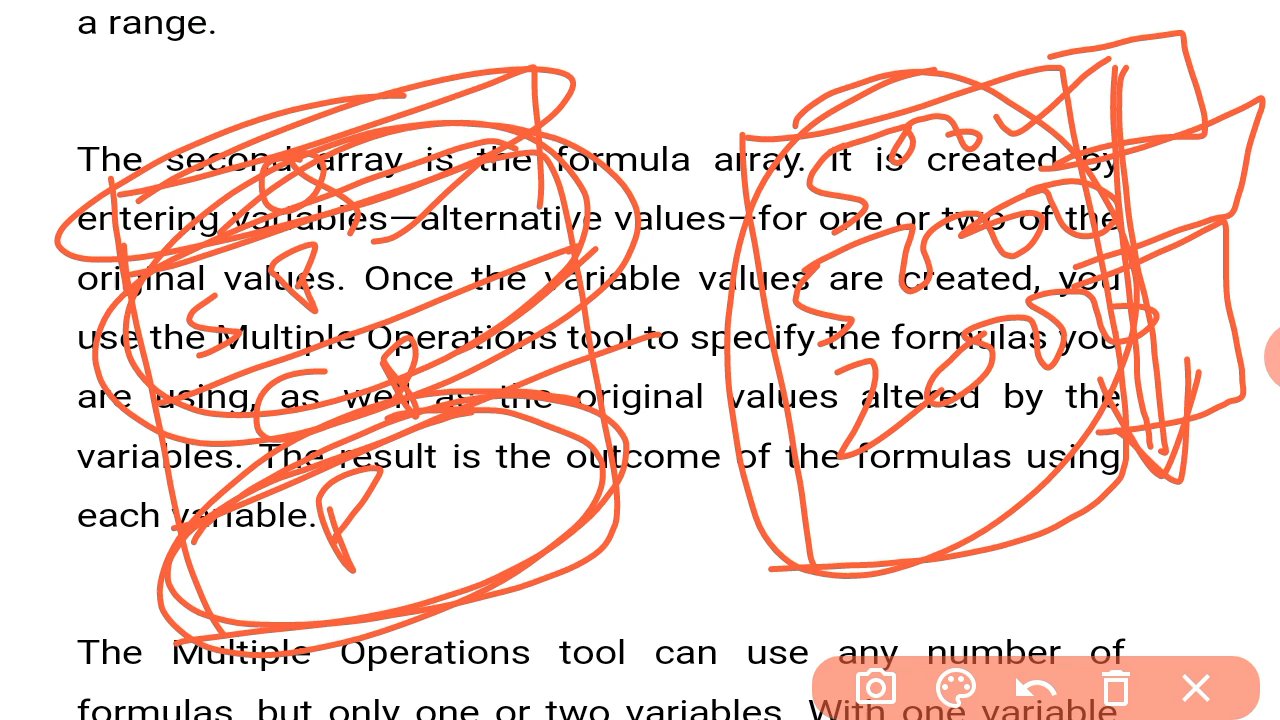 a range.
The second array is the formula array. It is created by
entering variables—alternative values—for one or two of the
original values. Once the variable values are created, you
use the Multiple Operations tool to specify the formulas you
are using, as well as the original values altered by the
variables. The result is the outcome of the formulas using
each variable.
The Multiple Operations tool can use any number of
formulas, but only one or two variables. With one variable